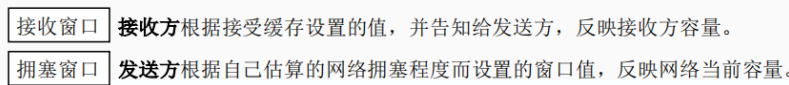 接收窗口 接收方根据接受缓存设置的值，并告知给发送方，反映接收方容量。
拥塞窗口 发送方根据自己估算的网络拥塞程度而设置的窗口值，反映网络当前容量。